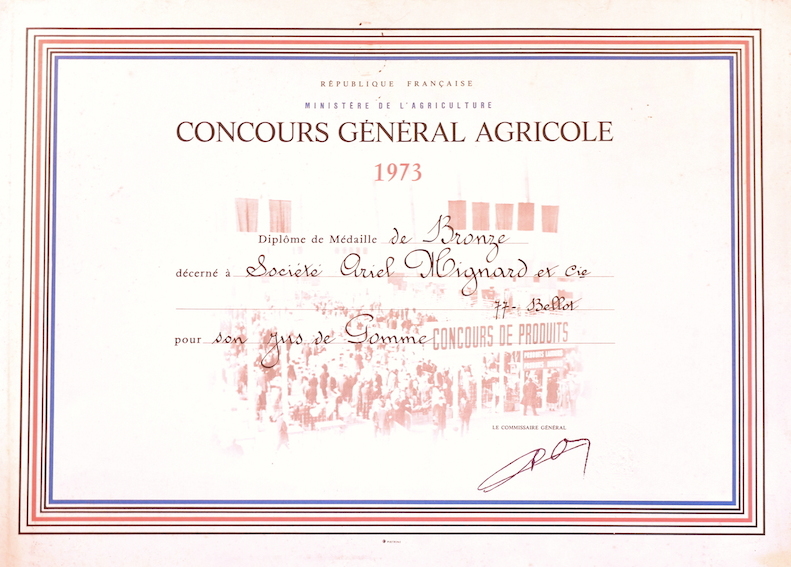 RÉPUBLIQUE FRANÇAISE
MINISTÈRE DE L'AGRICULTURE
CONCOURS GÉNÉRAL AGRICOLE
1973
Diplôme de Médaille de Bronze
décerné à Société Ariel Mignard et Cie
77 - Bellot
pour son jus de Pomme
CONCOURS DE PRODUITS
LE COMMISSAIRE GÉNÉRAL